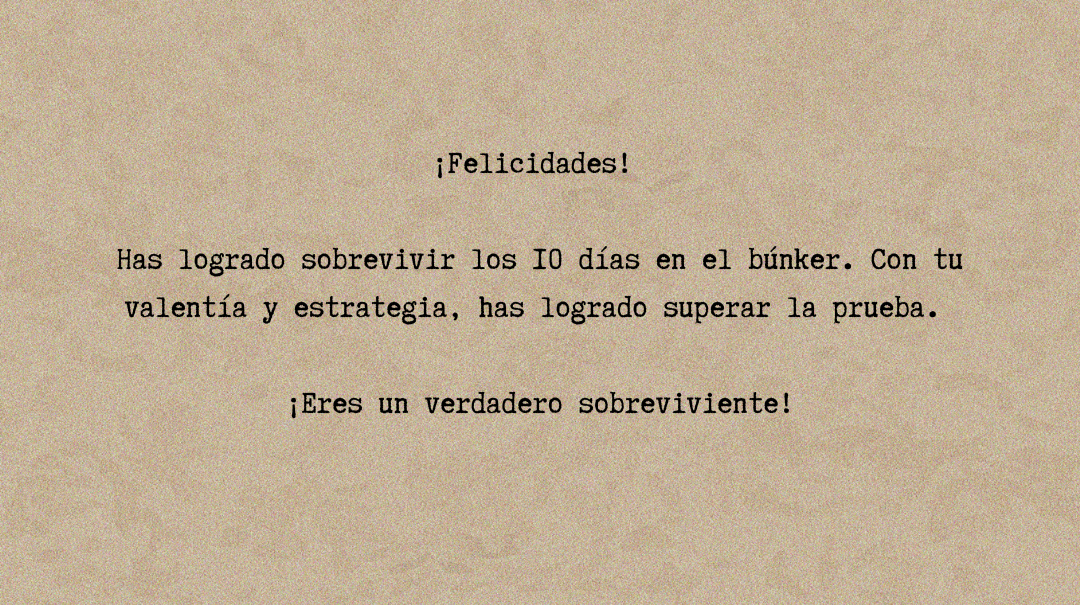 ¡Felicidades!
Has logrado sobrevivir los 10 días en el búnker. Con tu
valentía y estrategia, has logrado superar la prueba.
¡Eres un verdadero sobreviviente!